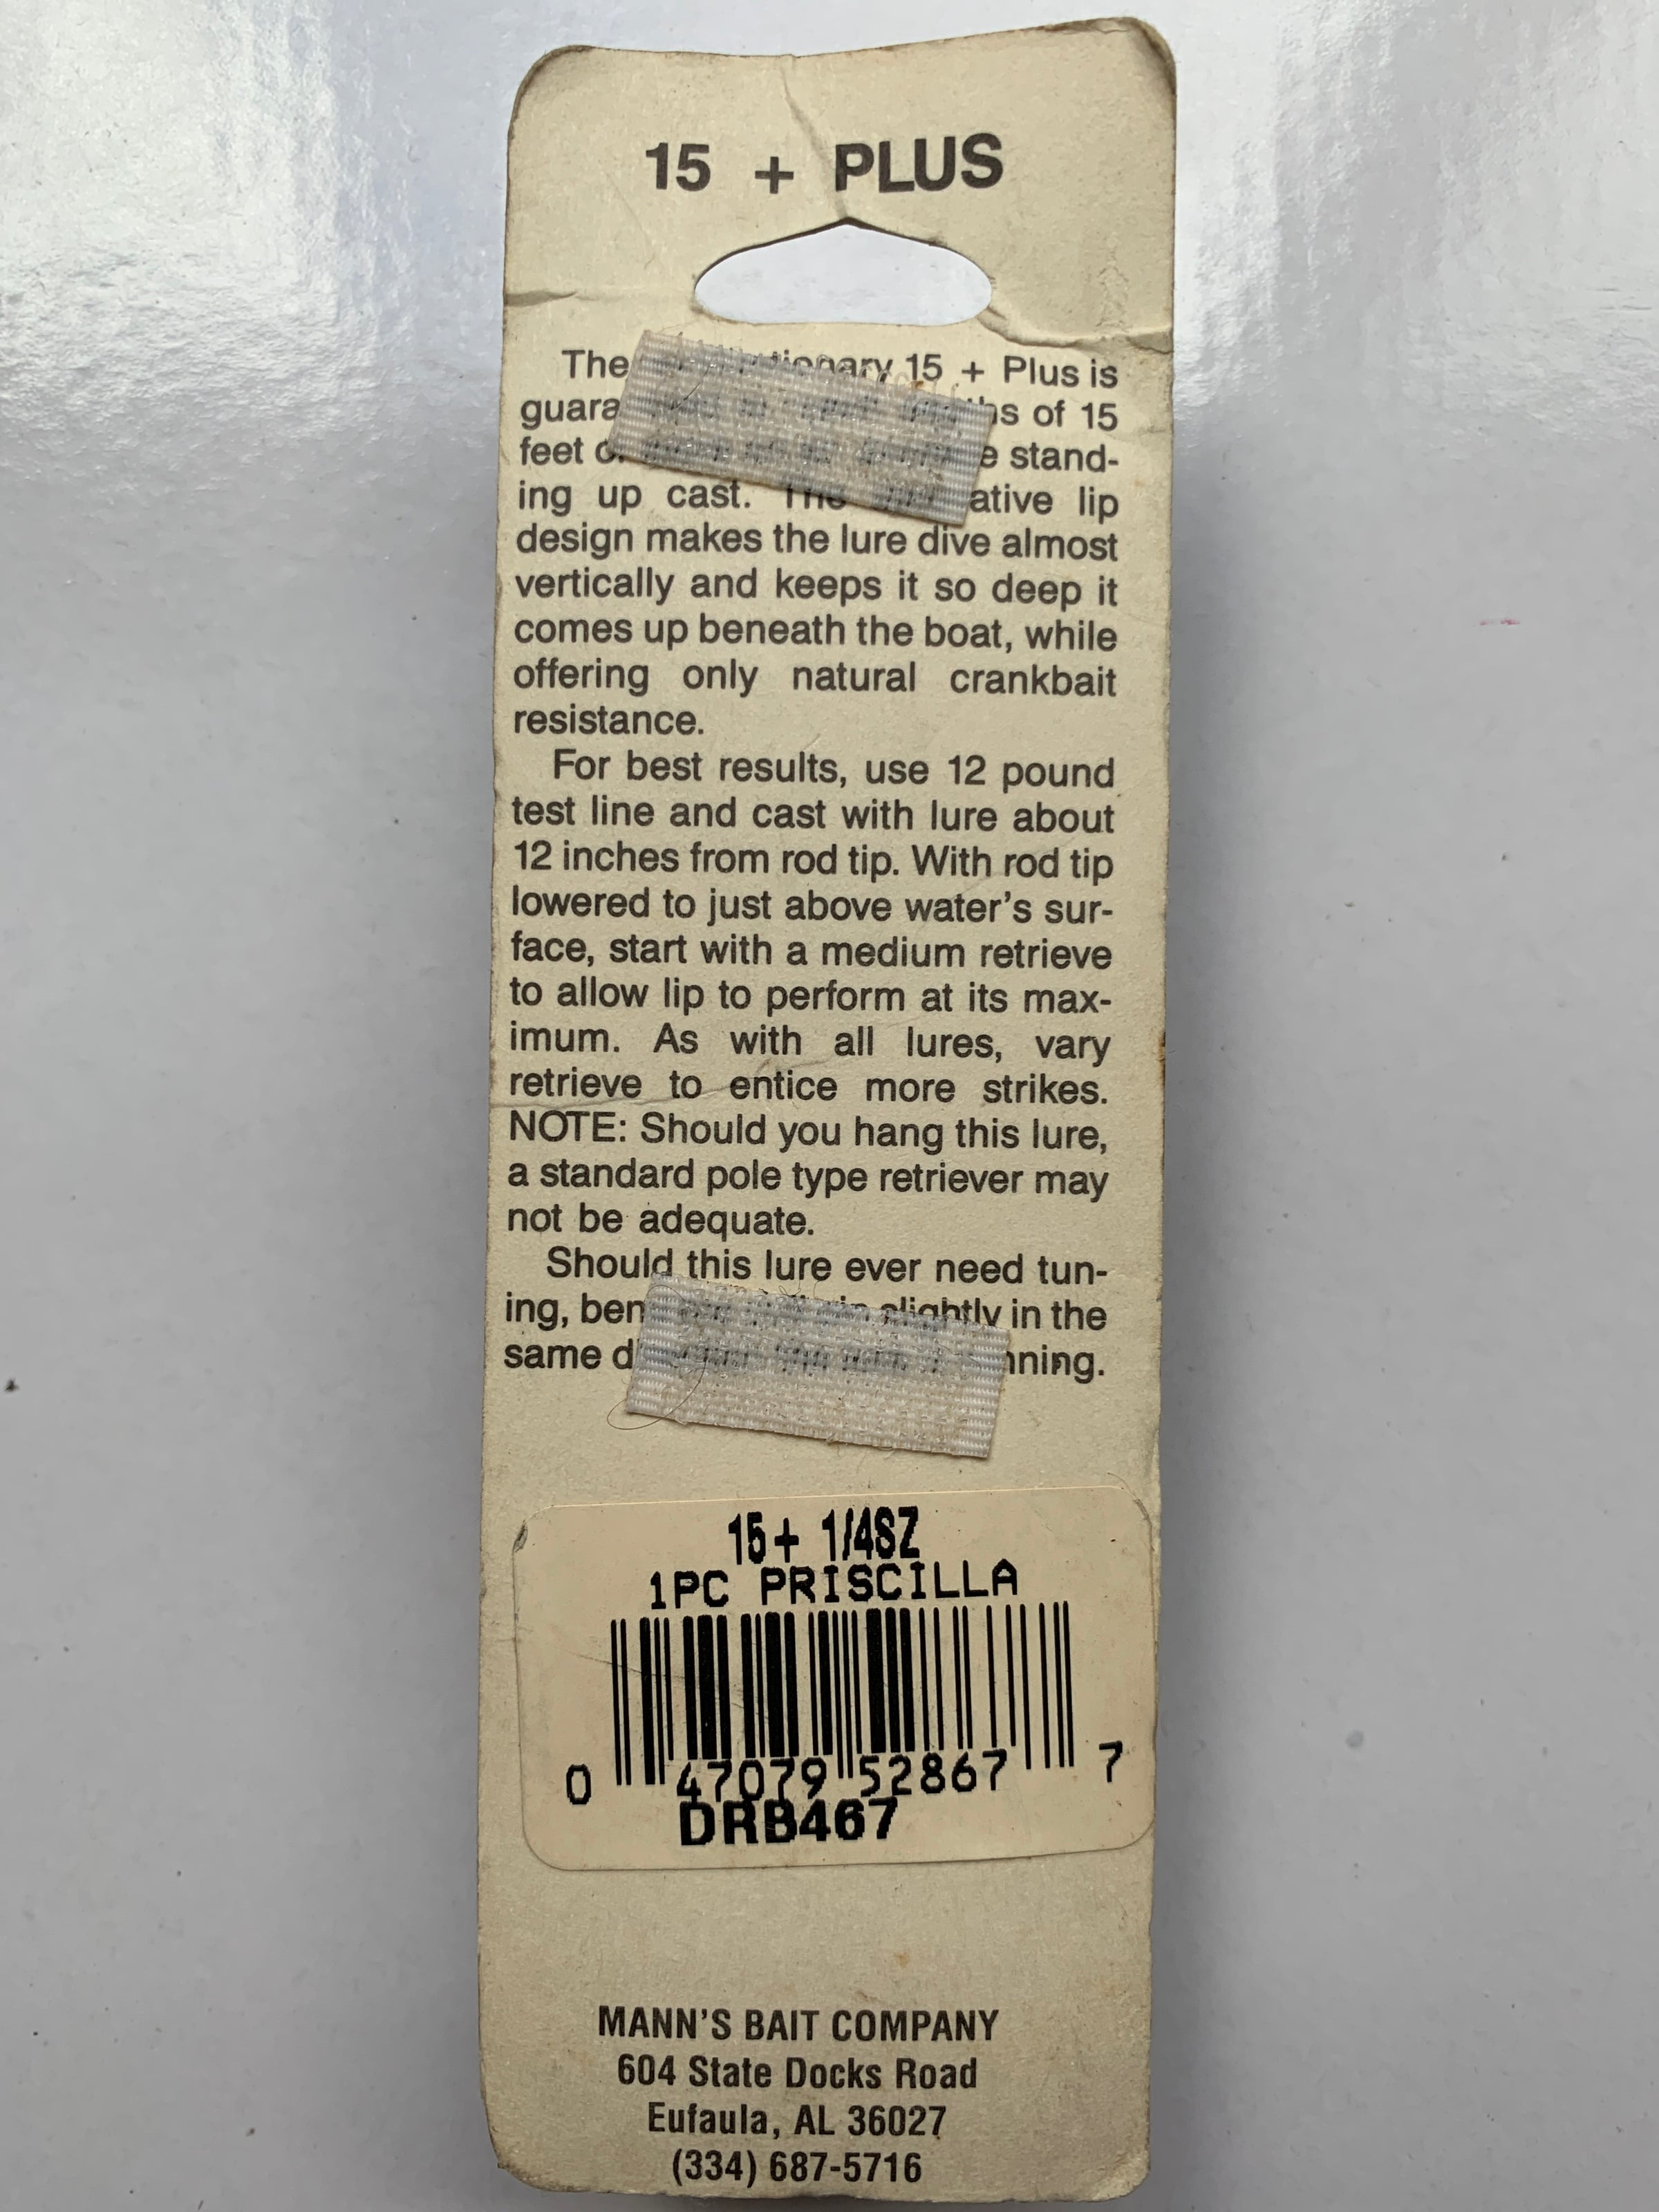 15 + PLUS
The 15 + Plus is
guara hs of 15
feet stand-
ing up cast. The ative lip
design makes the lure dive almost
vertically and keeps it so deep it
comes up beneath the boat, while
offering only natural crankbait
resistance.
For best results, use 12 pound
test line and cast with lure about
12 inches from rod tip. With rod tip
lowered to just above water's sur-
face, start with a medium retrieve
to allow lip to perform at its max-
imum. As with all lures, vary
retrieve to entice more strikes.
NOTE: Should you hang this lure,
a standard pole type retriever may
not be adequate.
Should this lure ever need tun-
ing, ben slightly in the
same d nning.
15+ 1/4SZ
1PC PRISCILLA
0 47079 52867 7
DRB467
MANN'S BAIT COMPANY
604 State Docks Road
Eufaula, AL 36027
(334) 687-5716